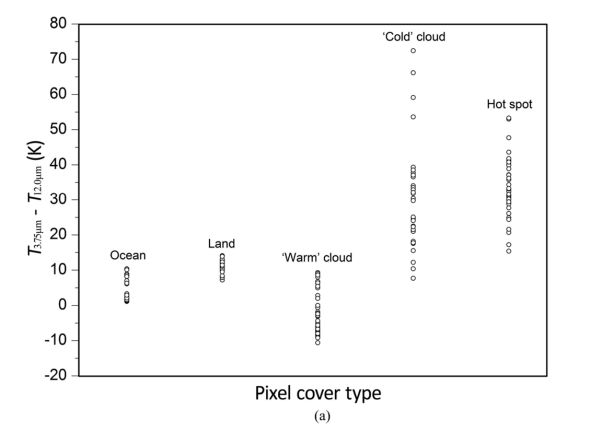 80
70
60
50
40
30
20
10
0
-10
-20
T3.75μm - T12.0μm (K)
'Cold' cloud
Hot spot
Land
Ocean
'Warm' cloud
Pixel cover type
(a)